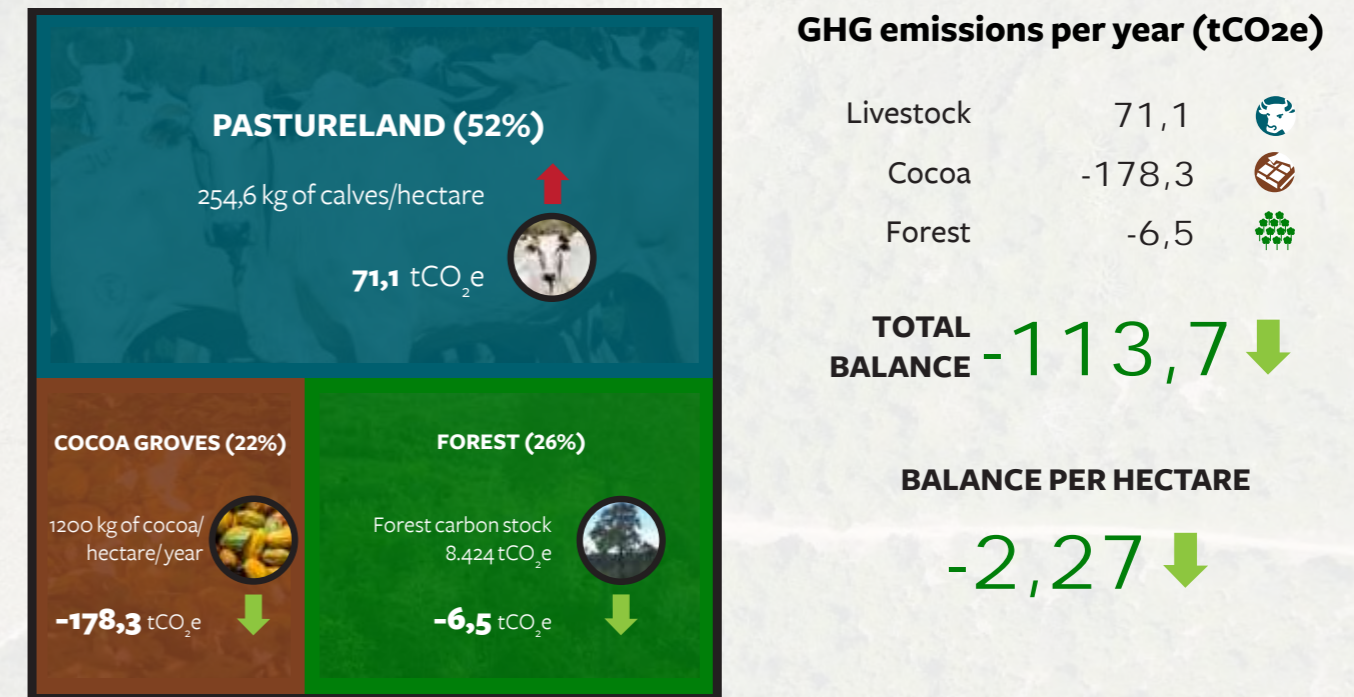 PASTURELAND (52%)
254,6 kg of calves/hectare
71,1 tCO₂e
COCOA GROVES (22%)
1200 kg of cocoa/
hectare/year
-178,3 tCO₂e
FOREST (26%)
Forest carbon stock
8.424 tCO₂e
-6,5 tCO₂e
GHG emissions per year (tCO2e)
Livestock 71,1
Cocoa -178,3
Forest -6,5
TOTAL
BALANCE -113,7
BALANCE PER HECTARE
-2,27